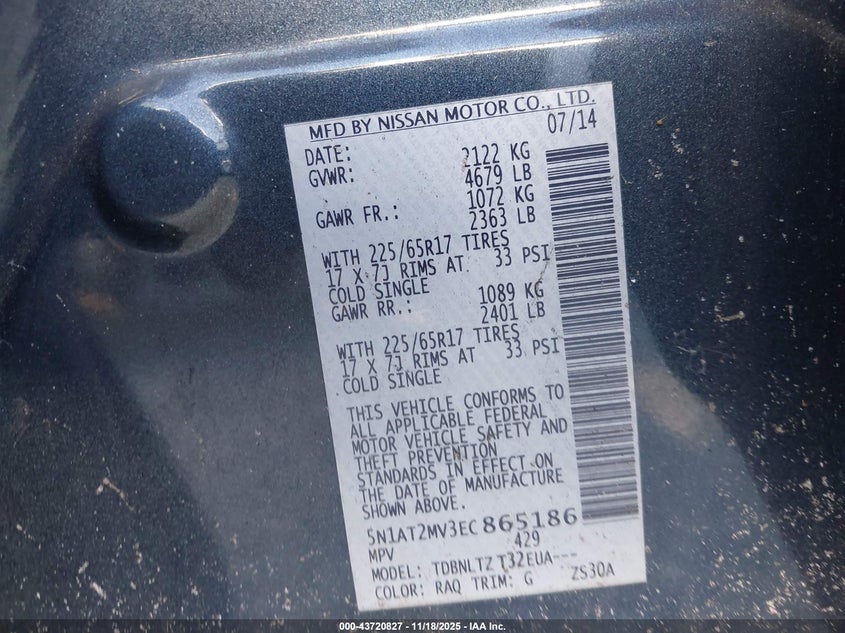 MFD BY NISSAN MOTOR CO., LTD.
DATE: 07/14
GVWR: 2122 KG
4679 LB
GAWR FR.: 1072 KG
2363 LB
WITH 225/65R17 TIRES
17 X 7J RIMS AT 33 PSI
COLD SINGLE
GAWR RR.: 1089 KG
2401 LB
WITH 225/65R17 TIRES
17 X 7J RIMS AT 33 PSI
COLD SINGLE
THIS VEHICLE CONFORMS TO
ALL APPLICABLE FEDERAL
MOTOR VEHICLE SAFETY AND
THEFT PREVENTION
STANDARDS IN EFFECT ON
THE DATE OF MANUFACTURE
SHOWN ABOVE.
5N1AT2MV3EC865186
MPV 429
MODEL: TDBNLTZ T32EUA---
COLOR: RAQ TRIM: G ZS30A
000-43720827 - 11/18/2025 - IAA Inc.